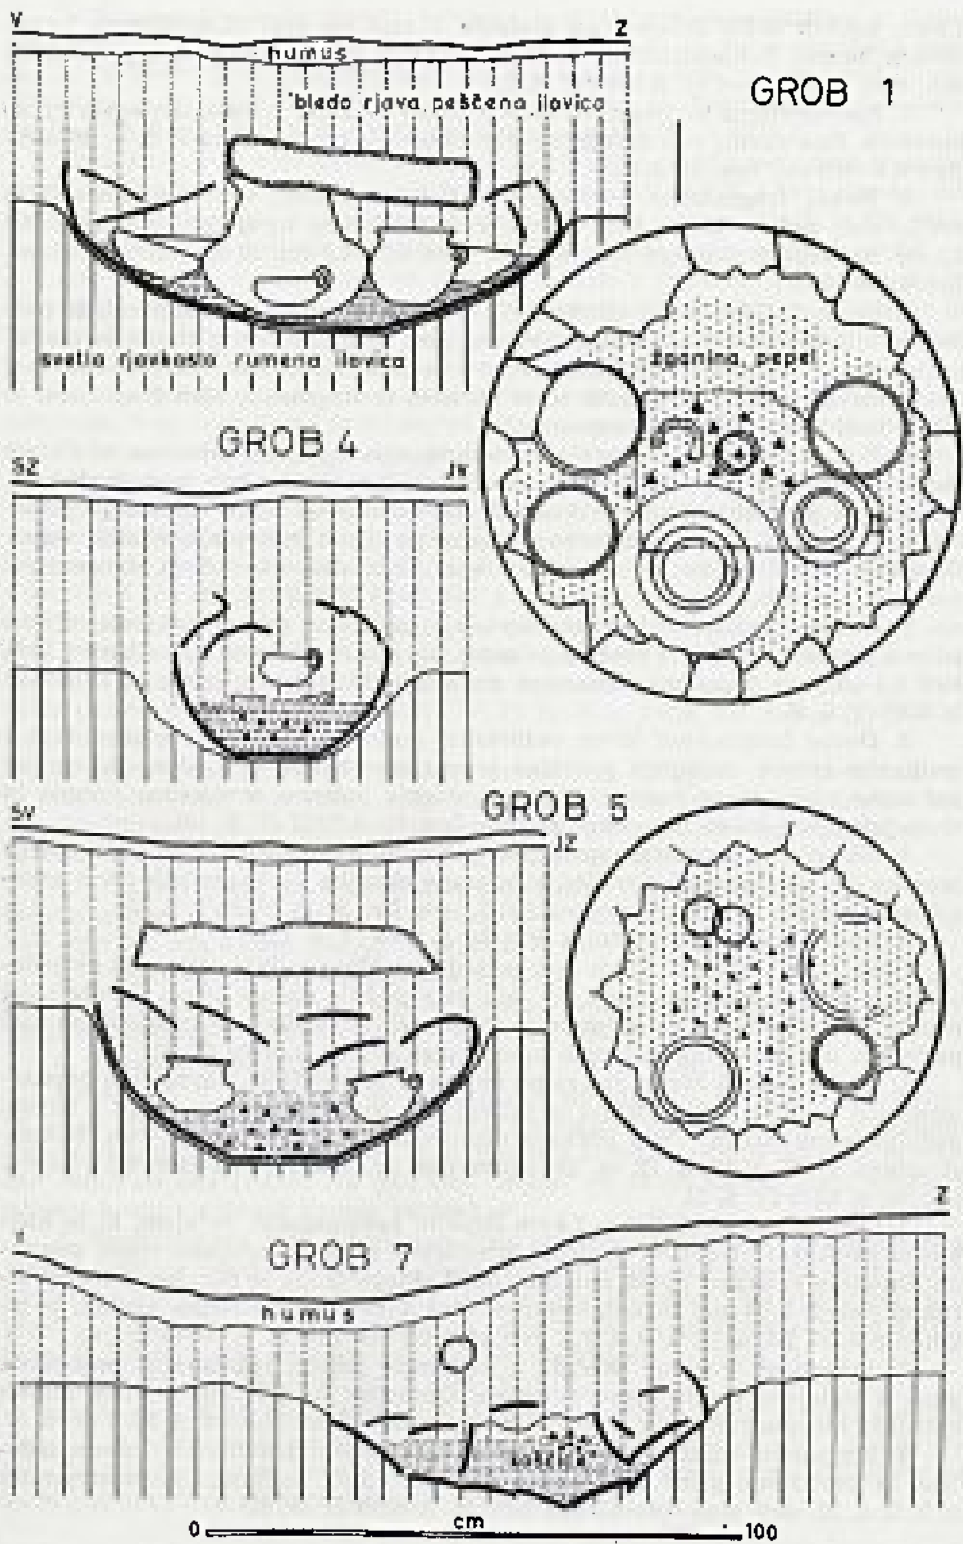 V Z
humus
bledo rjava peščena ilovica
GROB 1
svetlo rjavkasto rumena ilovica
žganina, pepel
GROB 4
SZ JV
GROB 5
SV JZ
Z
GROB 7
humus
cm
0 100